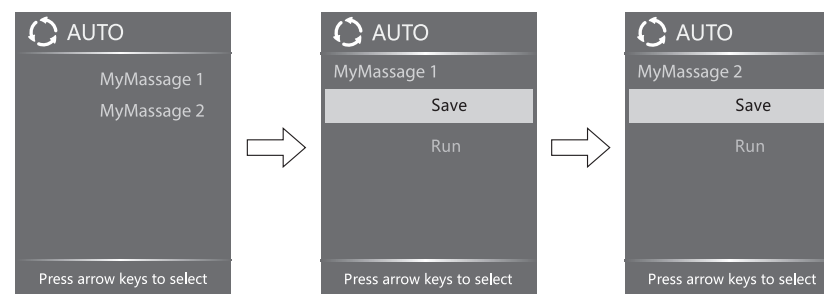 AUTO
MyMassage 1
MyMassage 2
Press arrow keys to select
AUTO
MyMassage 1
Save
Run
Press arrow keys to select
AUTO
MyMassage 2
Save
Run
Press arrow keys to select